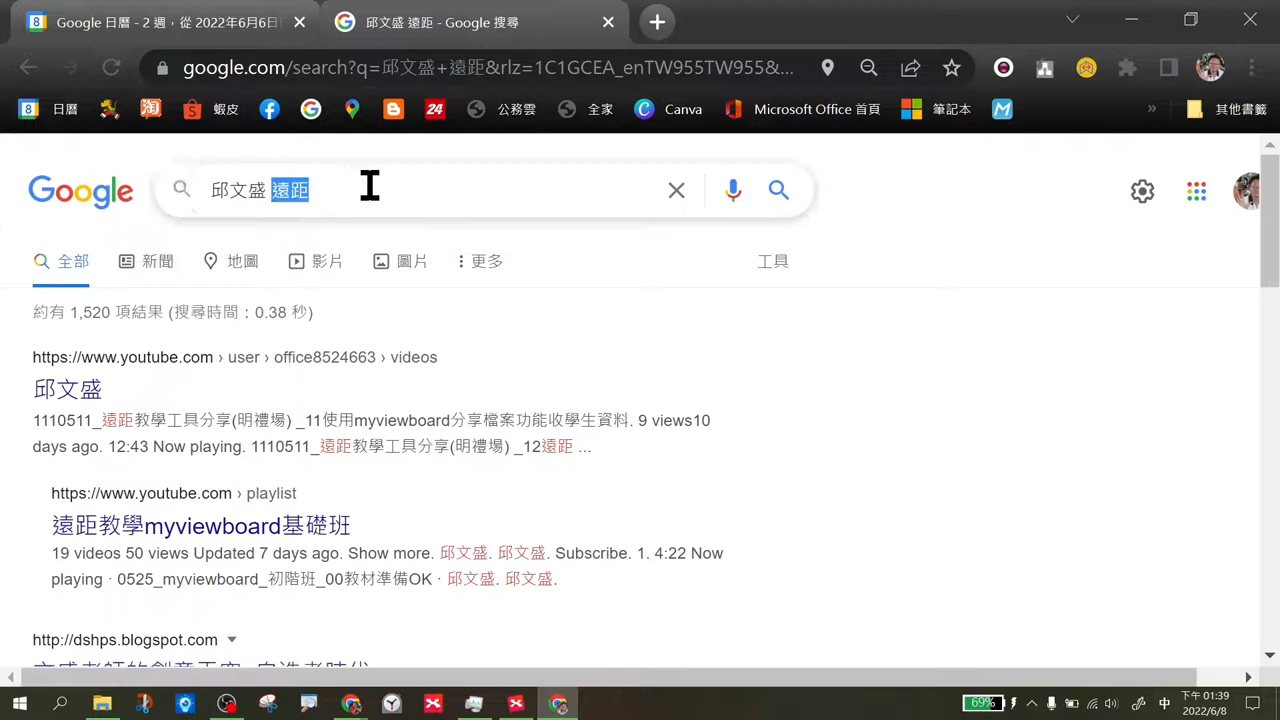 Google 日曆 - 2 週，從 2022年6月6日
邱文盛 遠距 - Google 搜尋
google.com/search?q=邱文盛+遠距&rlz=1C1GCEA_enTW955TW955&...
日曆
淘
蝦皮
24
公務雲
全家
Canva
Microsoft Office 首頁
筆記本
»
其他書籤
Google
邱文盛 遠距
全部
新聞
地圖
影片
圖片
更多
工具
約有 1,520 項結果 (搜尋時間：0.38 秒)
https://www.youtube.com › user › office8524663 › videos
邱文盛
1110511_遠距教學工具分享(明禮場) _11使用myviewboard分享檔案功能收學生資料. 9 views10
days ago. 12:43 Now playing. 1110511_遠距教學工具分享(明禮場) _12遠距 ...
https://www.youtube.com › playlist
遠距教學myviewboard基礎班
19 videos 50 views Updated 7 days ago. Show more. 邱文盛. 邱文盛. Subscribe. 1. 4:22 Now
playing · 0525_myviewboard_初階班_00教材準備OK · 邱文盛. 邱文盛.
http://dshps.blogspot.com
69%
中
下午 01:39
2022/6/8